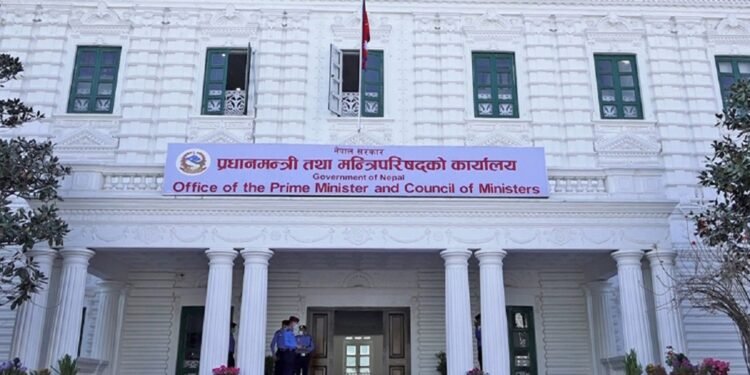 नेपाल सरकार
प्रधानमन्त्री तथा मन्त्रिपरिषद्को कार्यालय
Government of Nepal
Office of the Prime Minister and Council of Ministers